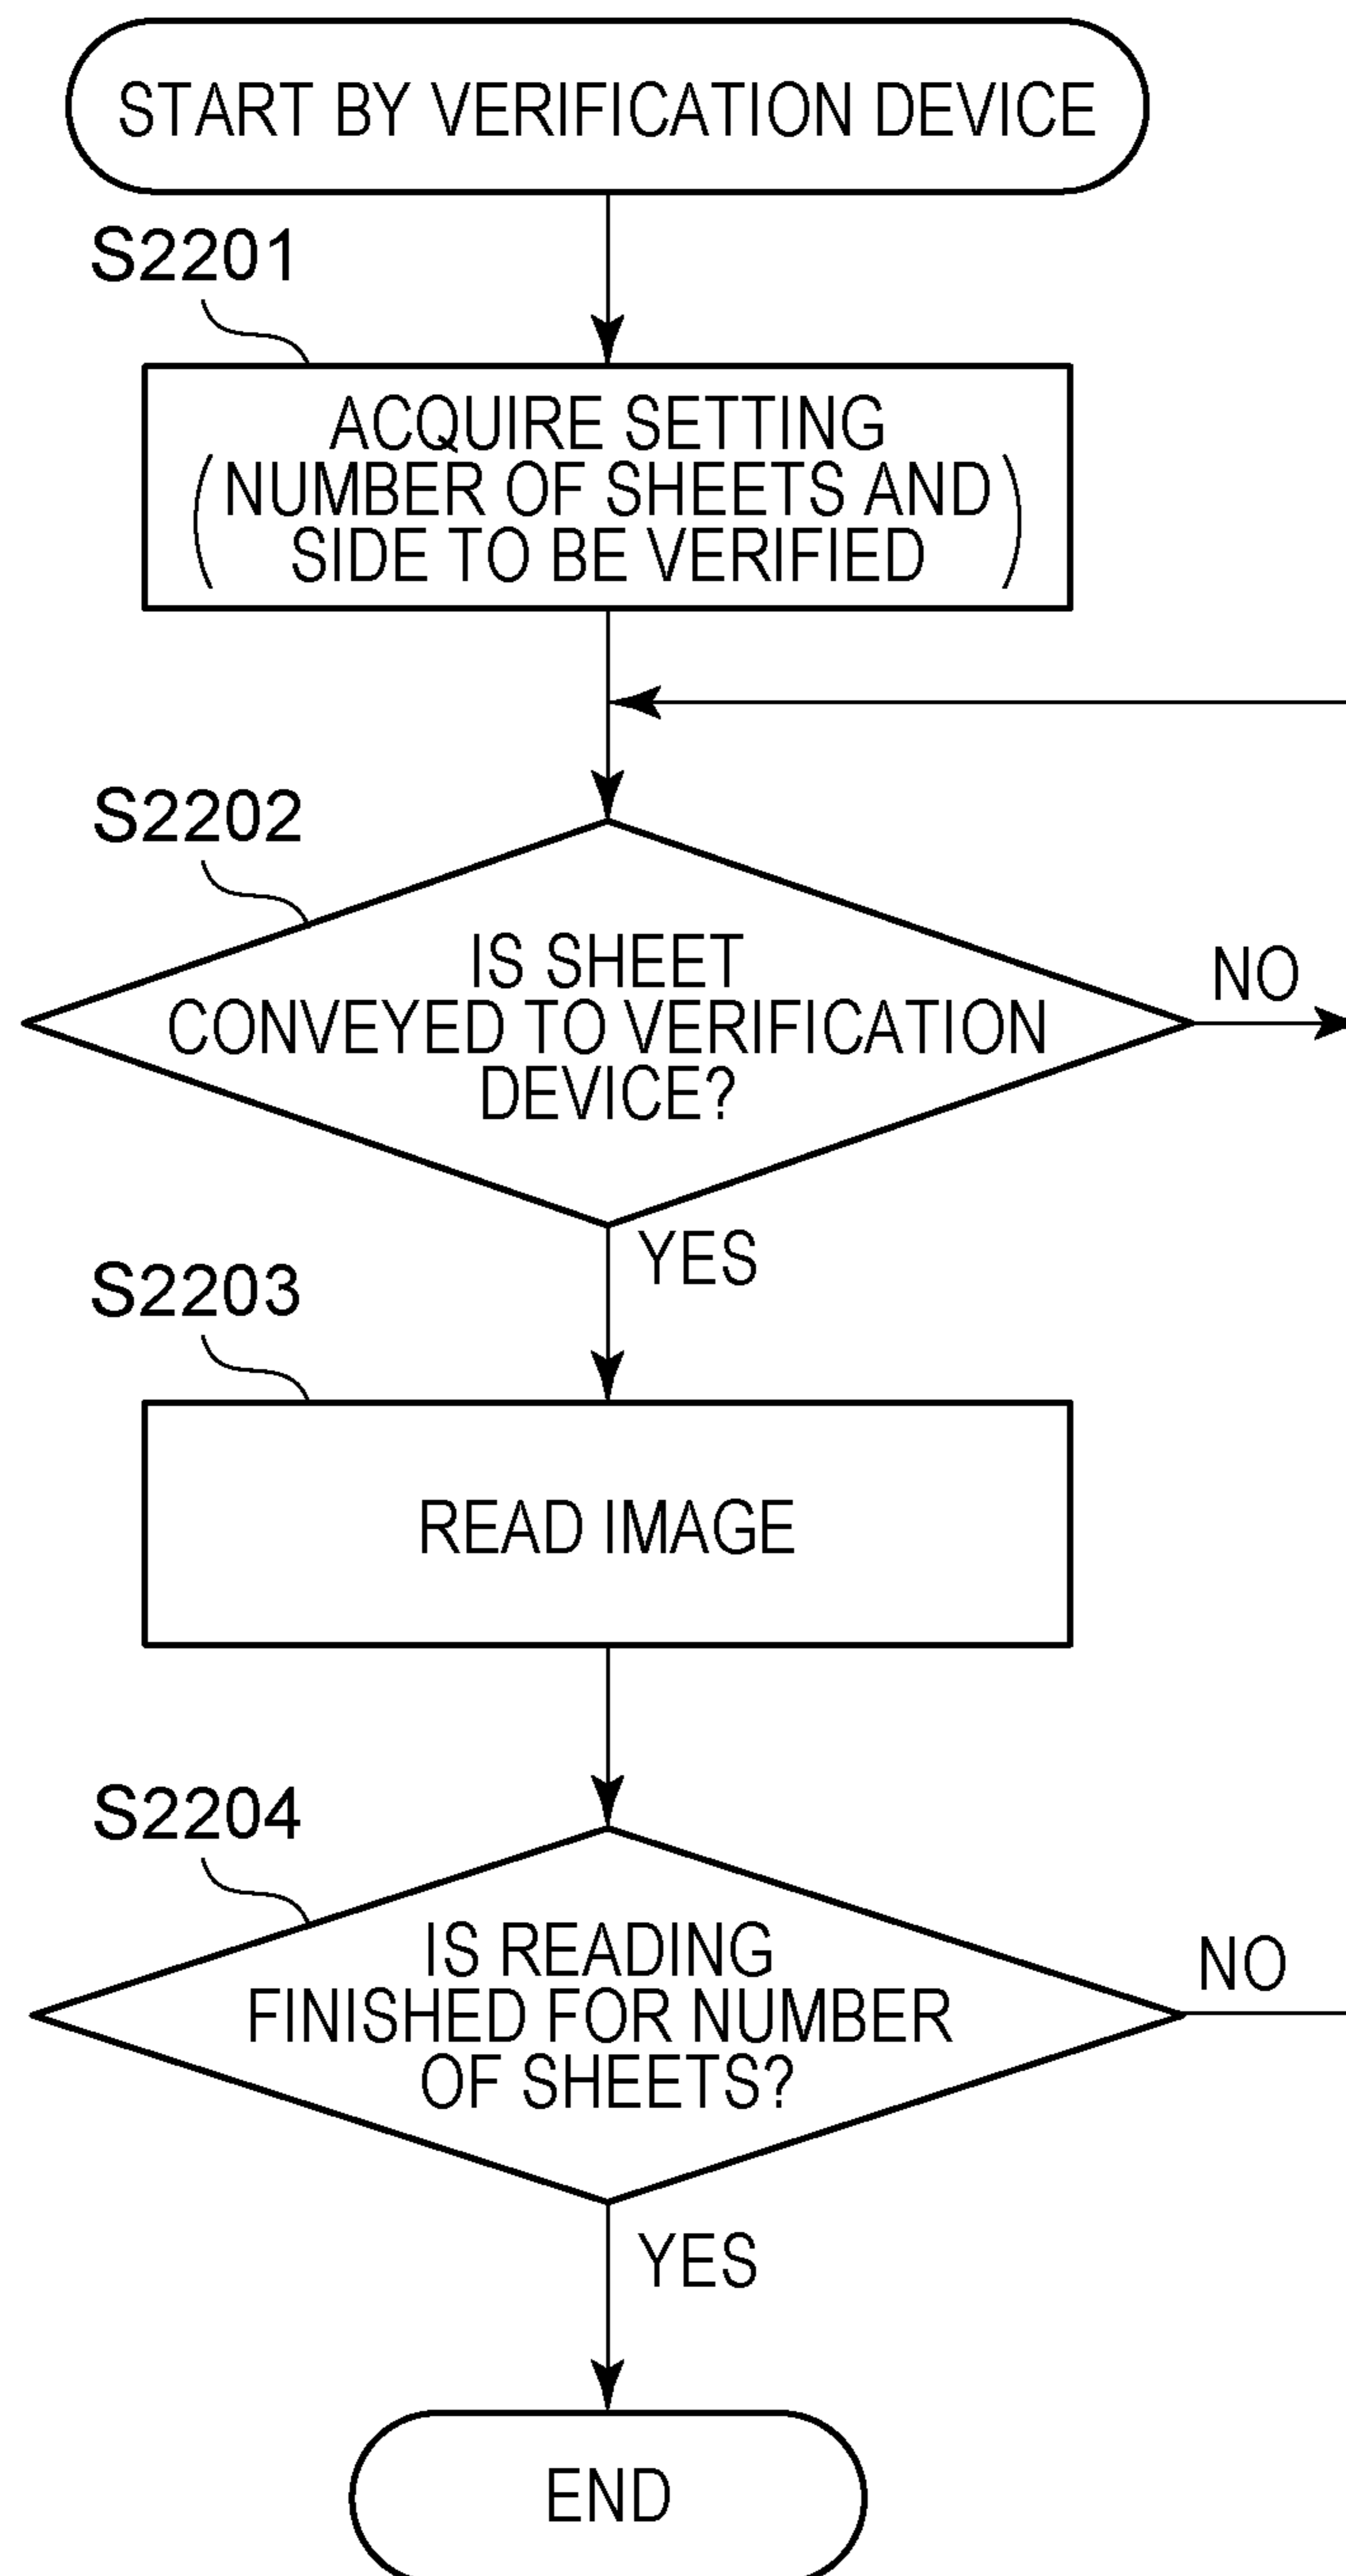 START BY VERIFICATION DEVICE
S2201
ACQUIRE SETTING
(NUMBER OF SHEETS AND
SIDE TO BE VERIFIED)
S2202
IS SHEET
CONVEYED TO VERIFICATION
DEVICE?
NO
YES
S2203
READ IMAGE
S2204
IS READING
FINISHED FOR NUMBER
OF SHEETS?
NO
YES
END